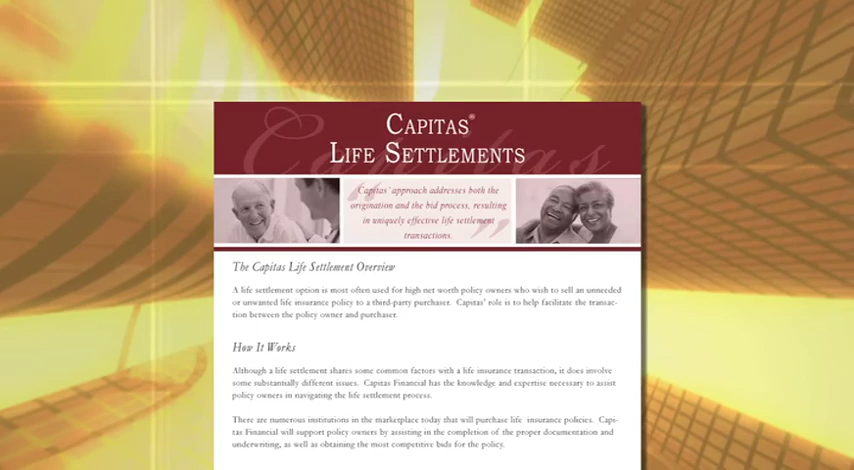 Capitas®
Life Settlements
Capitas' approach addresses both the
origination and the bid process, resulting
in uniquely effective life settlement
transactions.
The Capitas Life Settlement Overview
A life settlement option is most often used for high net worth policy owners who wish to sell an unneeded
or unwanted life insurance policy to a third-party purchaser. Capitas' role is to help facilitate the transac-
tion between the policy owner and purchaser.
How It Works
Although a life settlement shares some common factors with a life insurance transaction, it does involve
some substantially different issues. Capitas Financial has the knowledge and expertise necessary to assist
policy owners in navigating the life settlement process.
There are numerous institutions in the marketplace today that will purchase life insurance policies. Capi-
tas Financial will support policy owners by assisting in the completion of the proper documentation and
underwriting, as well as obtaining the most competitive bids for the policy.